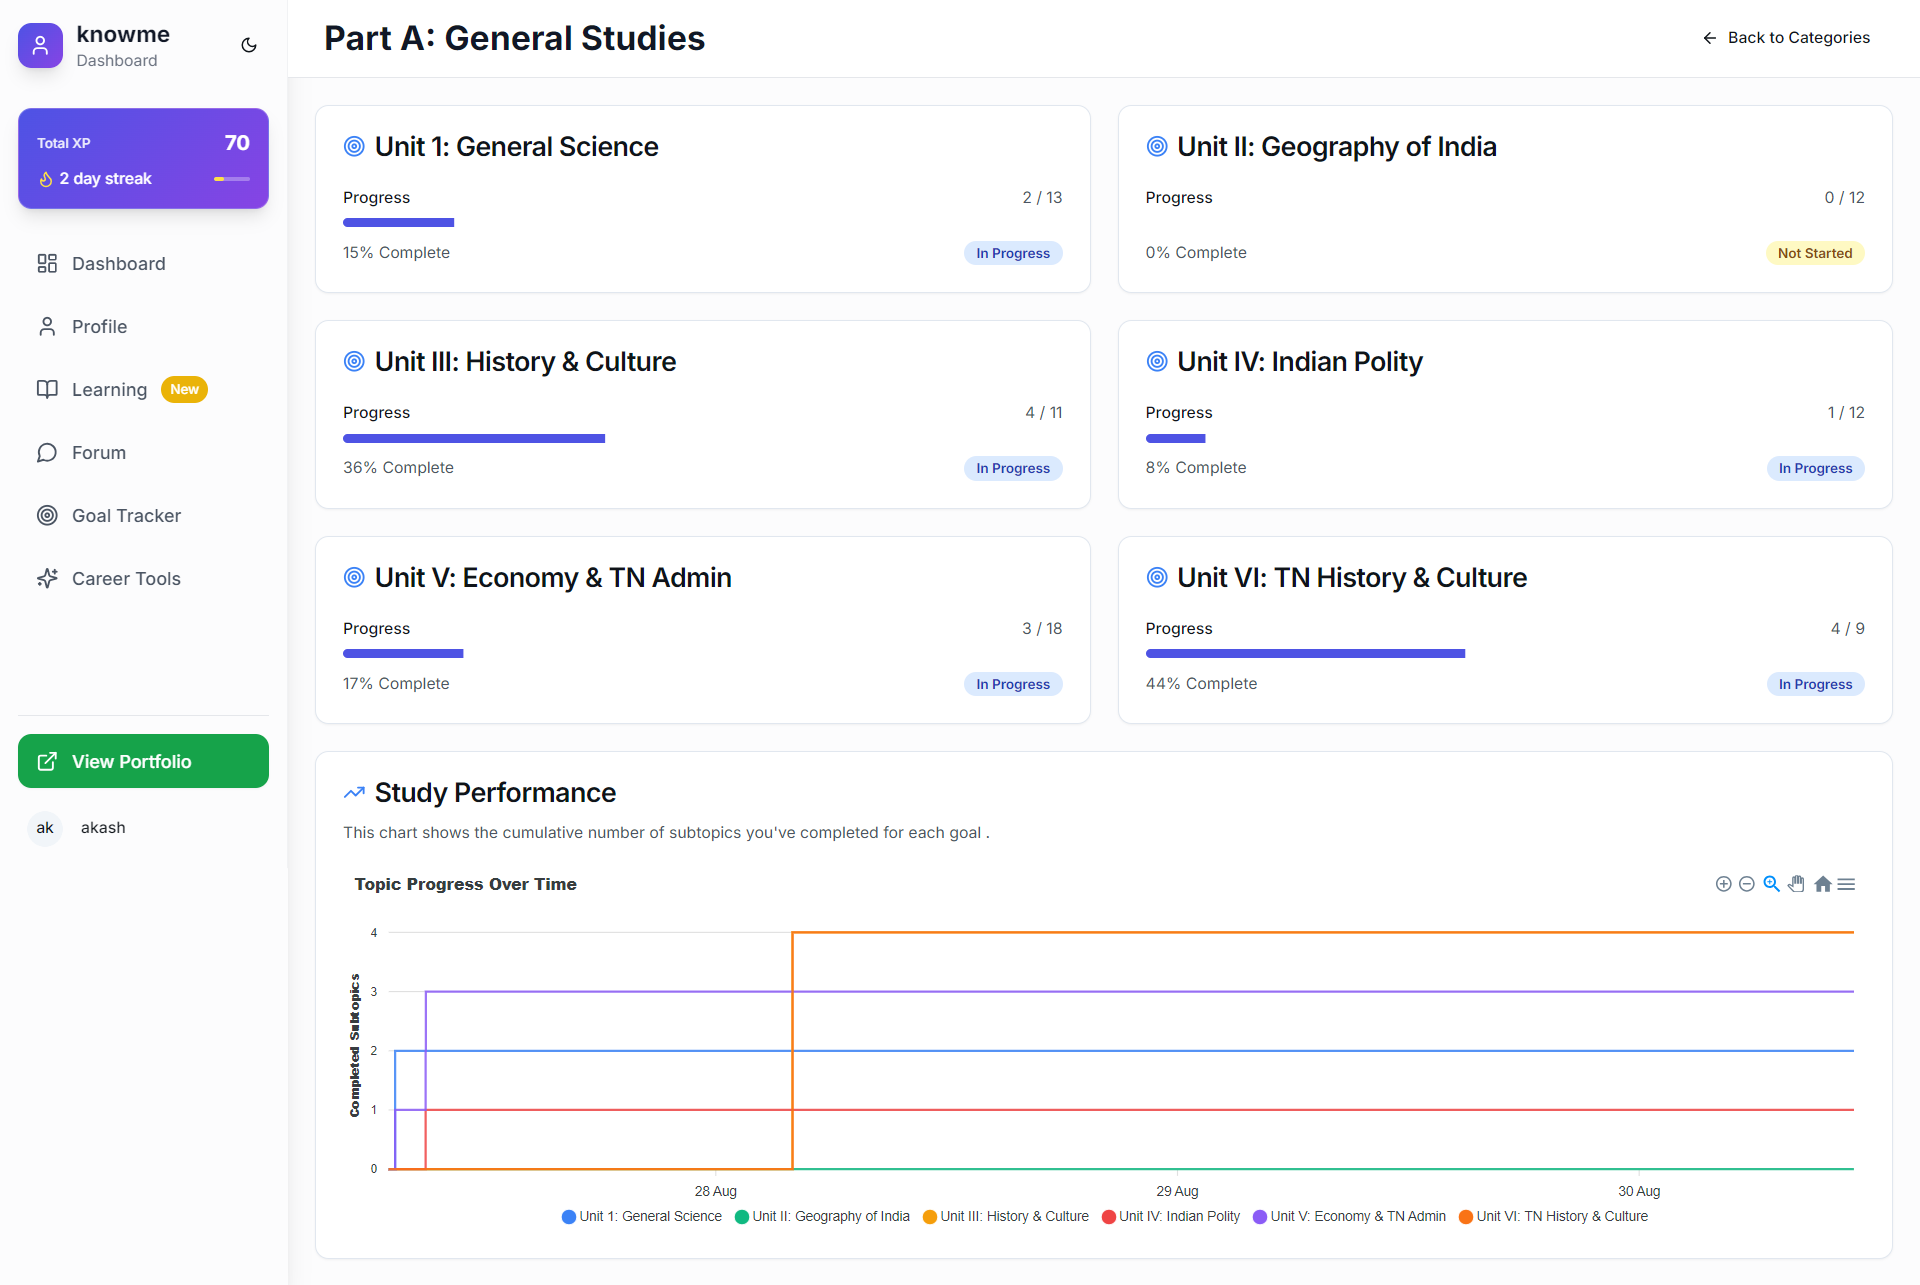 knowme
Dashboard
Total XP 70
2 day streak
Dashboard
Profile
Learning New
Forum
Goal Tracker
Career Tools
View Portfolio
ak akash
Part A: General Studies
Back to Categories
Unit 1: General Science
Progress 2 / 13
15% Complete In Progress
Unit II: Geography of India
Progress 0 / 12
0% Complete Not Started
Unit III: History & Culture
Progress 4 / 11
36% Complete In Progress
Unit IV: Indian Polity
Progress 1 / 12
8% Complete In Progress
Unit V: Economy & TN Admin
Progress 3 / 18
17% Complete In Progress
Unit VI: TN History & Culture
Progress 4 / 9
44% Complete In Progress
Study Performance
This chart shows the cumulative number of subtopics you've completed for each goal .
Topic Progress Over Time
Completed Subtopics
4
3
2
1
0
28 Aug 29 Aug 30 Aug
Unit 1: General Science Unit II: Geography of India Unit III: History & Culture Unit IV: Indian Polity Unit V: Economy & TN Admin Unit VI: TN History & Culture